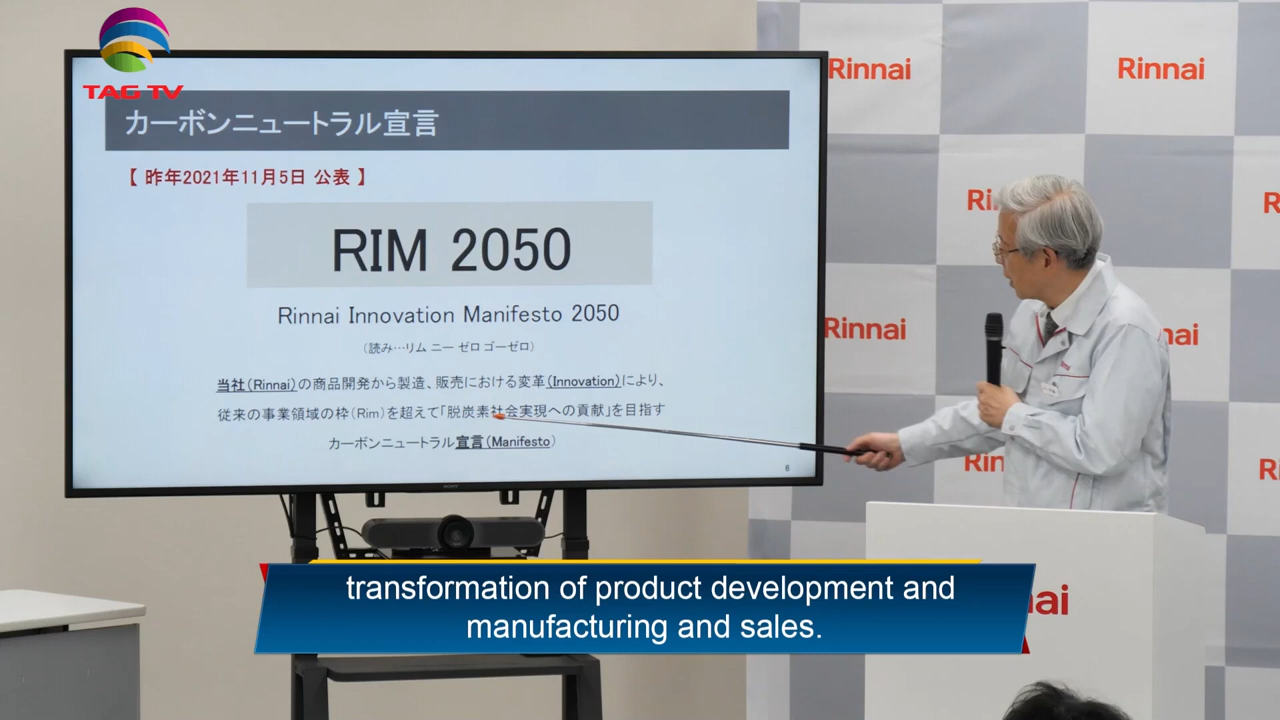 TAG TV
カーボンニュートラル宣言
【 昨年2021年11月5日 公表 】
RIM 2050
Rinnai Innovation Manifesto 2050
(読み…リム ニー ゼロ ゴーゼロ)
当社(Rinnai)の商品開発から製造、販売における変革(Innovation)により、
従来の事業領域の枠(Rim)を超えて「脱炭素社会実現への貢献」を目指す
カーボンニュートラル宣言(Manifesto)
6
SONY
Rinnai
Rinnai
Ri
Ri
Rinnai
nai
Rin
Ri
nai
transformation of product development and
manufacturing and sales.